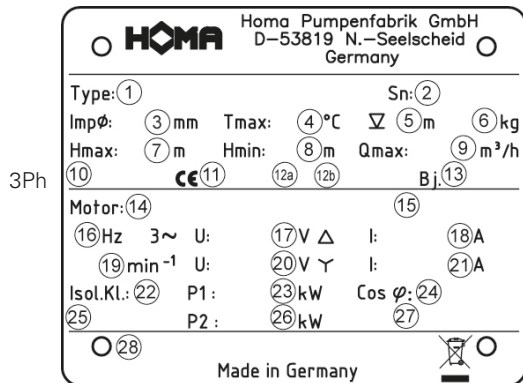 HOMA Homa Pumpenfabrik GmbH
D-53819 N.-Seelscheid
Germany
Type: 1 Sn: 2
Impø: 3 mm Tmax: 4 °C 5 m 6 kg
Hmax: 7 m Hmin: 8 m Qmax: 9 m³/h
3Ph
10 CE 11 12a 12b Bj. 13
Motor: 14 15
16 Hz 3~ U: 17 V △ I: 18 A
19 min⁻¹ U: 20 V Y I: 21 A
Isol.Kl.: 22 P1: 23 kW Cos φ: 24
25 P2: 26 kW 27
28
Made in Germany